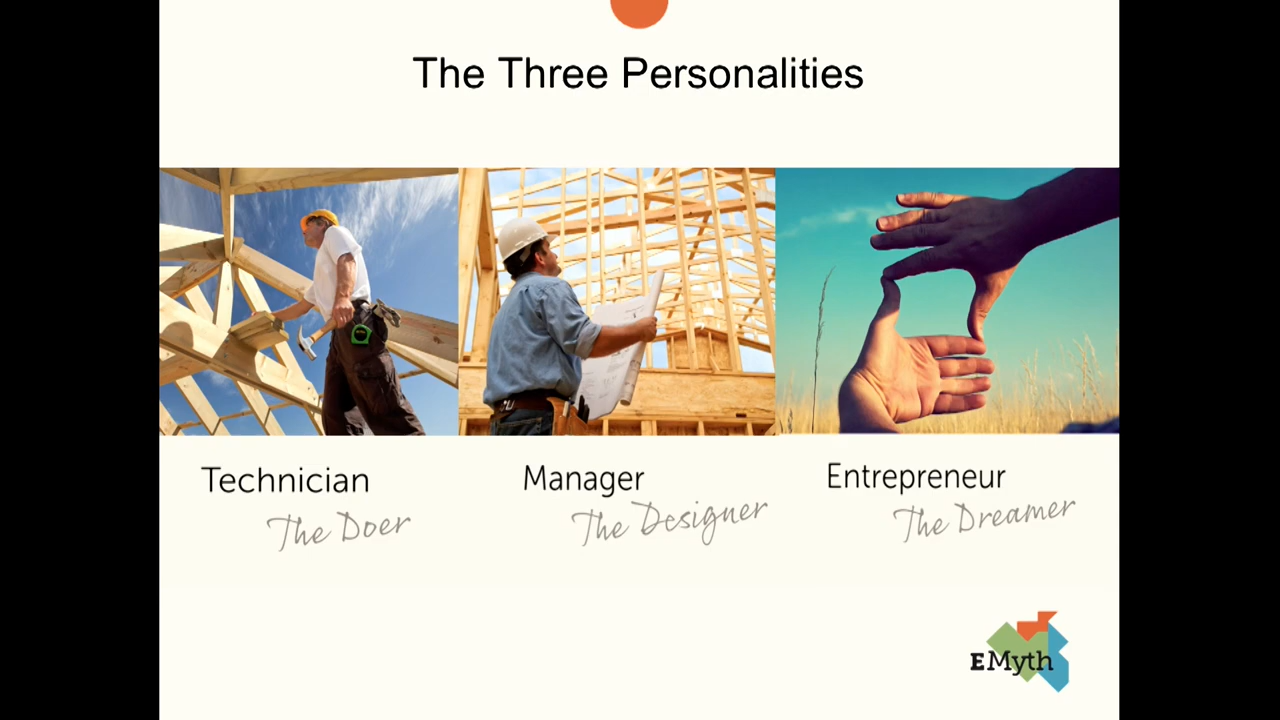 The Three Personalities
Technician
The Doer
Manager
The Designer
Entrepreneur
The Dreamer
EMyth